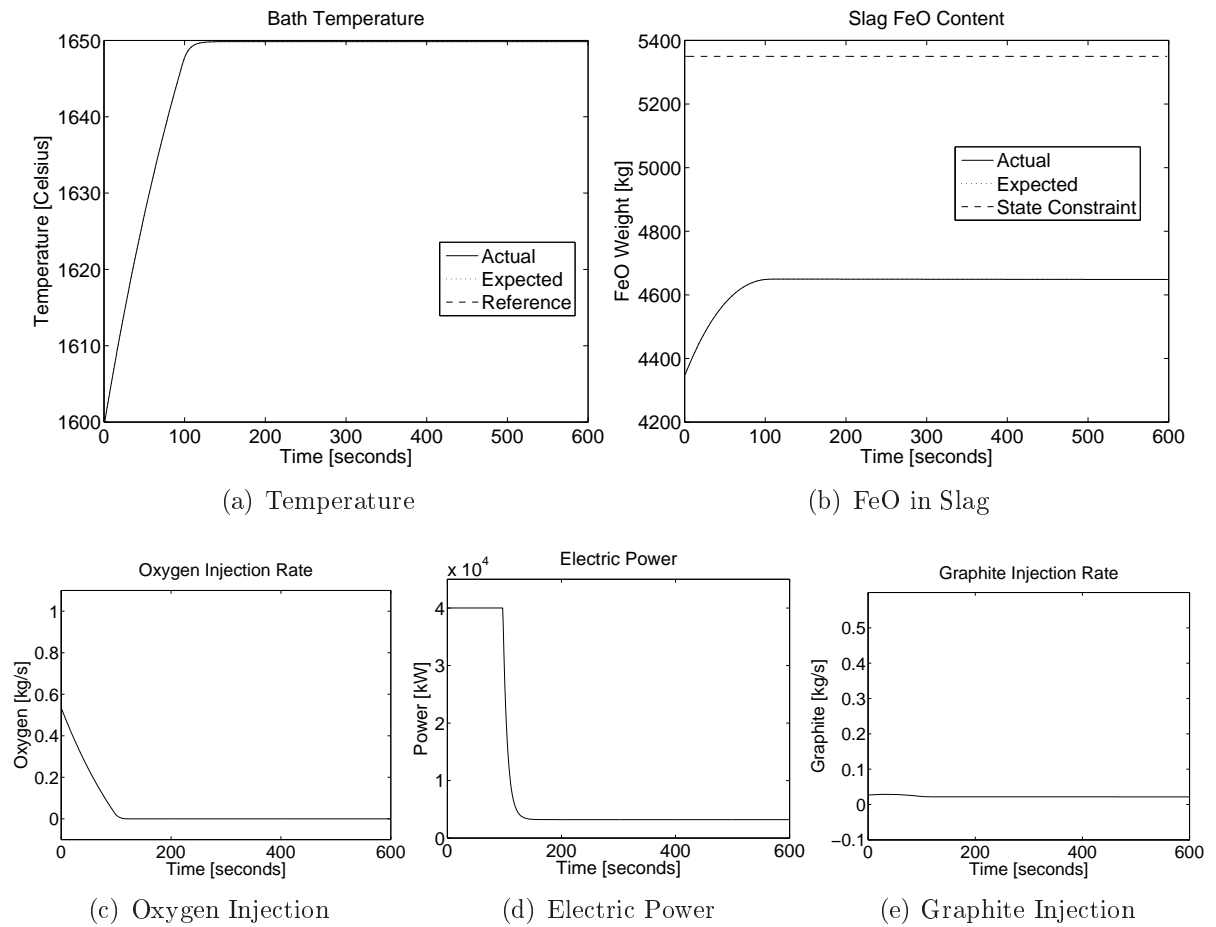 Bath Temperature
Temperature [Celsius]
1650
1640
1630
1620
1610
1600
0 100 200 300 400 500 600
Time [seconds]
Actual
Expected
Reference
(a) Temperature
Slag FeO Content
FeO Weight [kg]
5400
5200
5000
4800
4600
4400
4200
0 100 200 300 400 500 600
Time [seconds]
Actual
Expected
State Constraint
(b) FeO in Slag
Oxygen Injection Rate
Oxygen [kg/s]
1
0.8
0.6
0.4
0.2
0
0 200 400 600
Time [seconds]
(c) Oxygen Injection
Electric Power
x 10^4
Power [kW]
4
3
2
1
0
0 200 400 600
Time [seconds]
(d) Electric Power
Graphite Injection Rate
Graphite [kg/s]
0.5
0.4
0.3
0.2
0.1
0
−0.1
0 200 400 600
Time [seconds]
(e) Graphite Injection